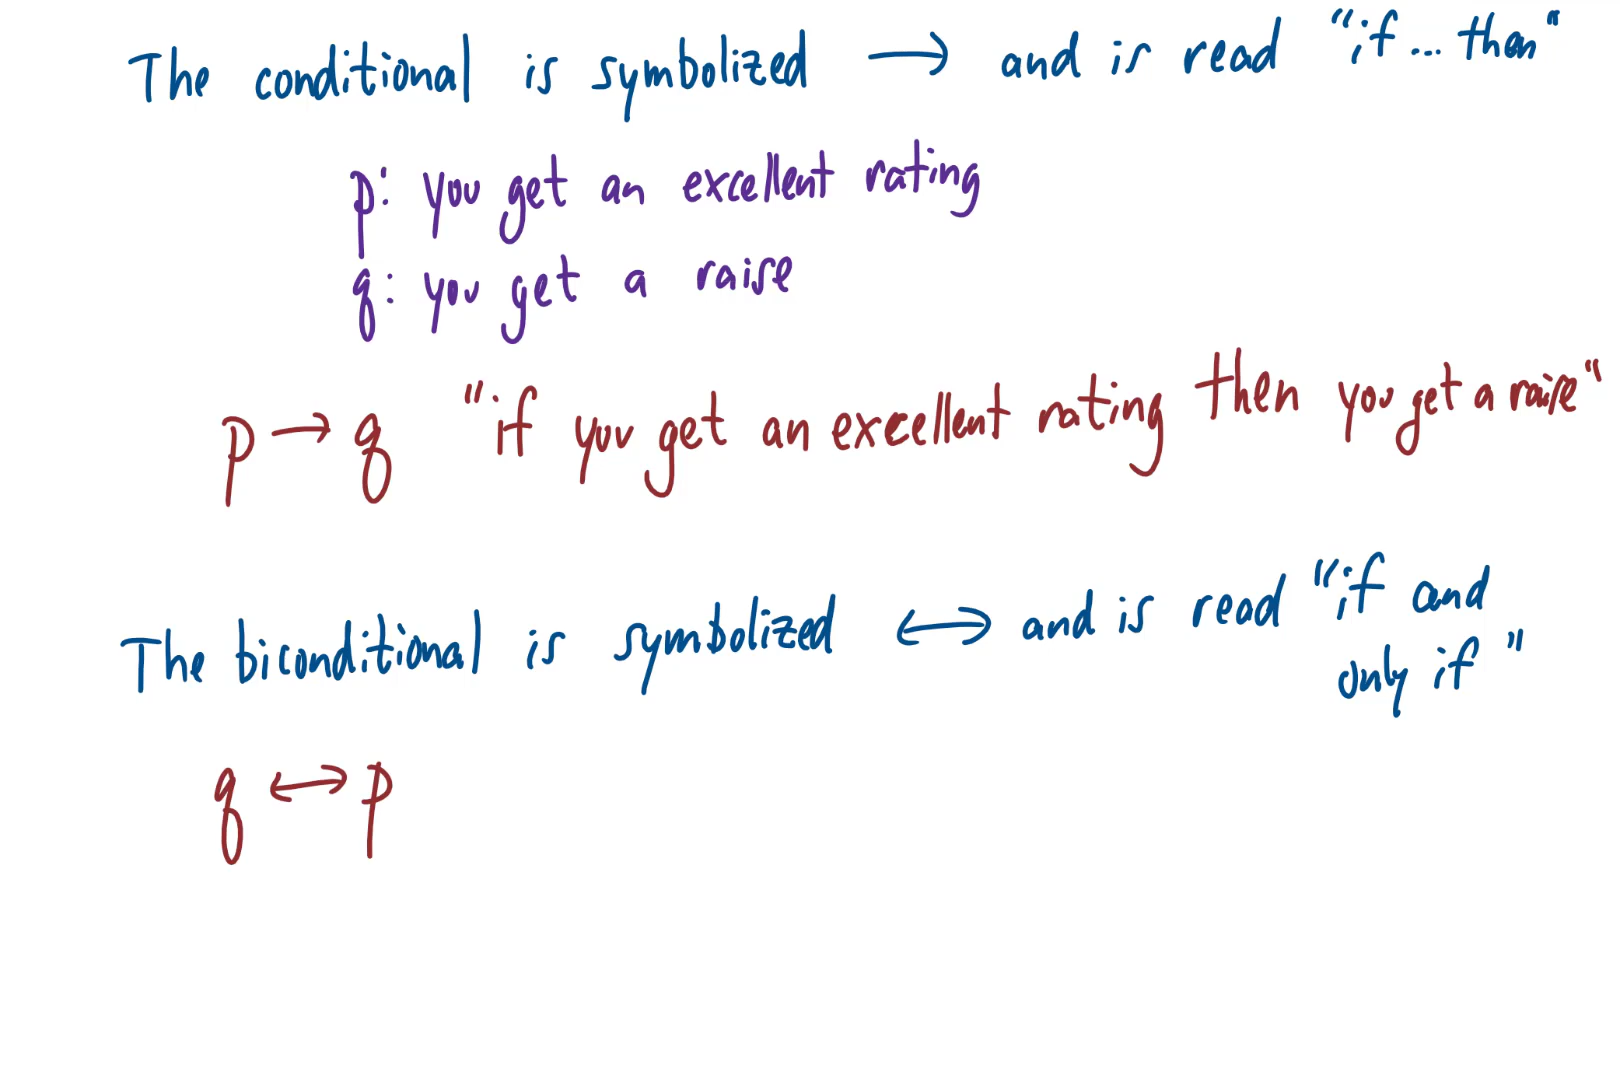 The conditional is symbolized → and is read "if ... then"
p: you get an excellent rating
q: you get a raise
p → q "if you get an excellent rating then you get a raise"
The biconditional is symbolized ↔ and is read "if and
only if"
q ↔ p